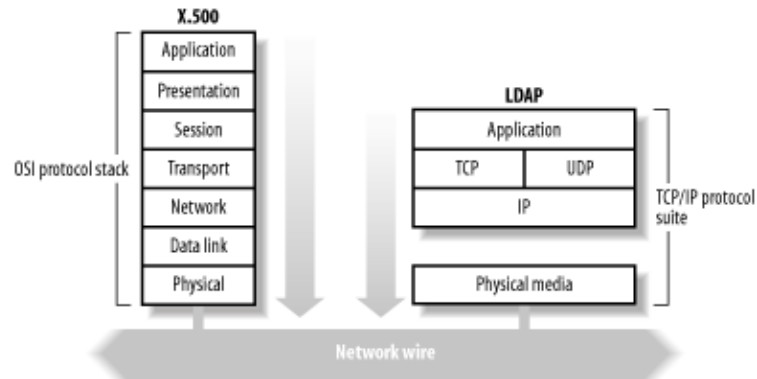 X.500
Application
Presentation
Session
Transport
Network
Data link
Physical
OSI protocol stack
LDAP
Application
TCP
UDP
IP
Physical media
TCP/IP protocol
suite
Network wire